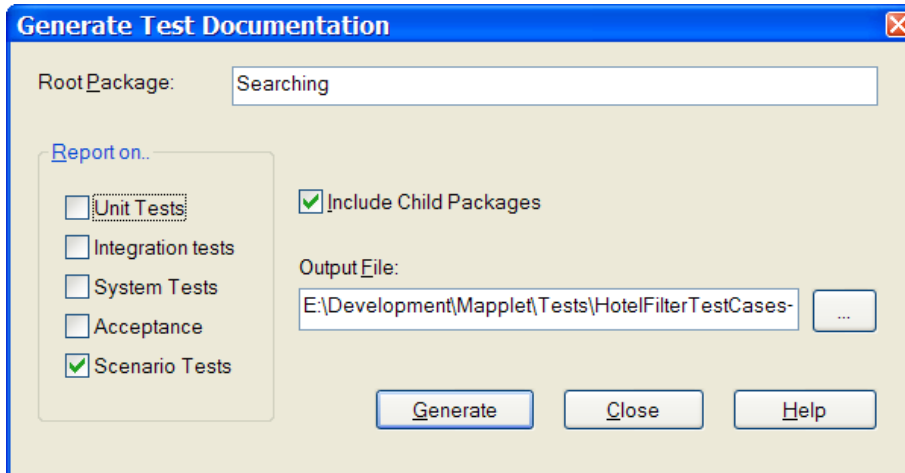 Generate Test Documentation
Root Package:
Searching
Report on..
Unit Tests
Integration tests
System Tests
Acceptance
Scenario Tests
Include Child Packages
Output File:
E:\Development\Mapplet\Tests\HotelFilterTestCases-
...
Generate
Close
Help